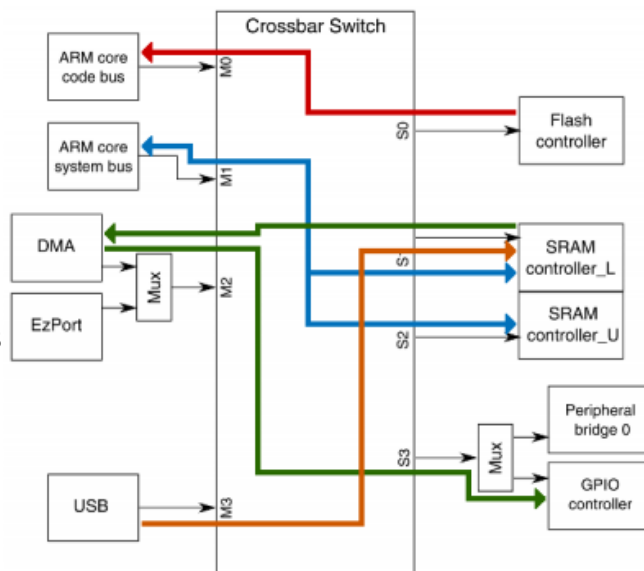 Crossbar Switch
ARM core
code bus
M0
Flash
controller
S0
ARM core
system bus
M1
DMA
SRAM
controller_L
Mux
M2
EzPort
SRAM
controller_U
S2
Peripheral
bridge 0
S3
Mux
GPIO
controller
USB
M3